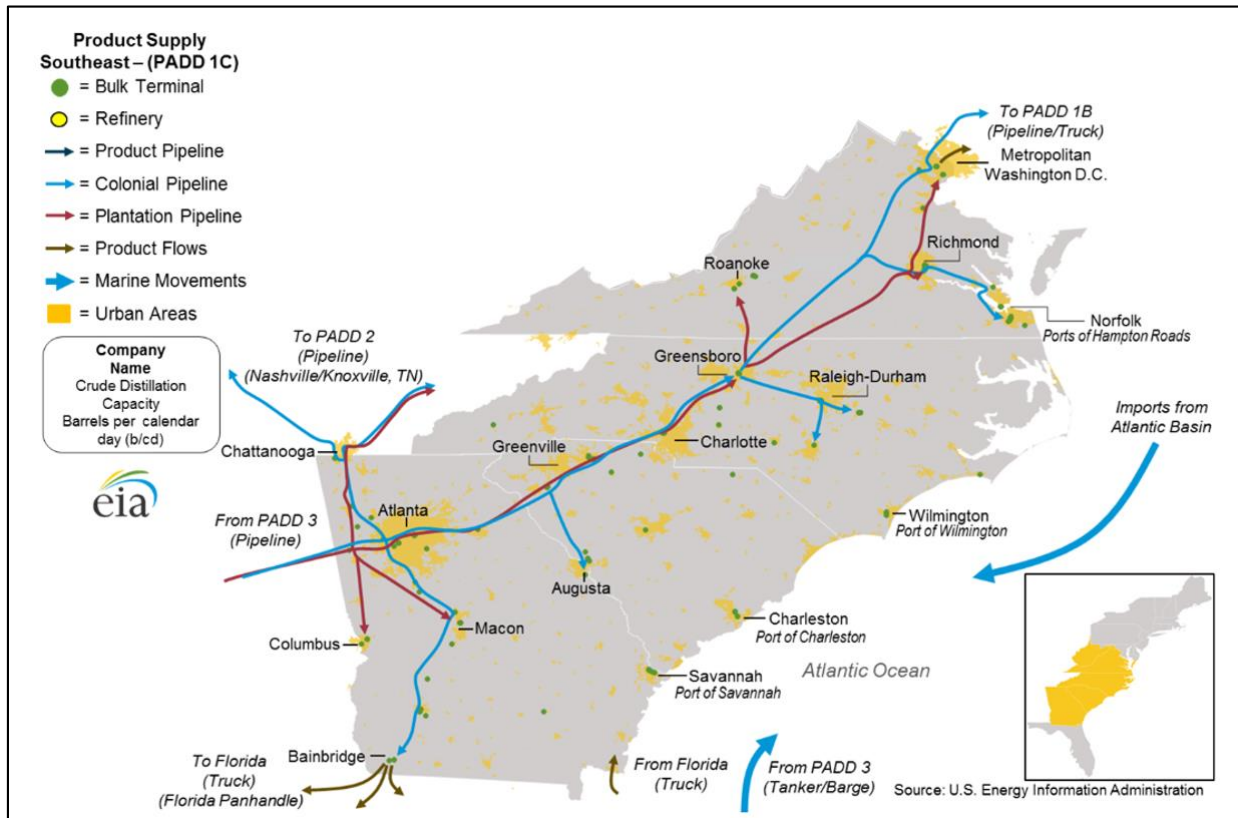 Product Supply
Southeast – (PADD 1C)
= Bulk Terminal
= Refinery
= Product Pipeline
= Colonial Pipeline
= Plantation Pipeline
= Product Flows
= Marine Movements
= Urban Areas
Company
Name
Crude Distillation
Capacity
Barrels per calendar
day (b/cd)
eia
To PADD 1B
(Pipeline/Truck)
Metropolitan
Washington D.C.
Richmond
Roanoke
Norfolk
Ports of Hampton Roads
To PADD 2
(Pipeline)
(Nashville/Knoxville, TN)
Greensboro
Raleigh-Durham
Imports from
Atlantic Basin
Chattanooga
Greenville
Charlotte
Atlanta
From PADD 3
(Pipeline)
Wilmington
Port of Wilmington
Augusta
Charleston
Port of Charleston
Macon
Columbus
Savannah
Port of Savannah
Atlantic Ocean
Bainbridge
To Florida
(Truck)
(Florida Panhandle)
From Florida
(Truck)
From PADD 3
(Tanker/Barge)
Source: U.S. Energy Information Administration